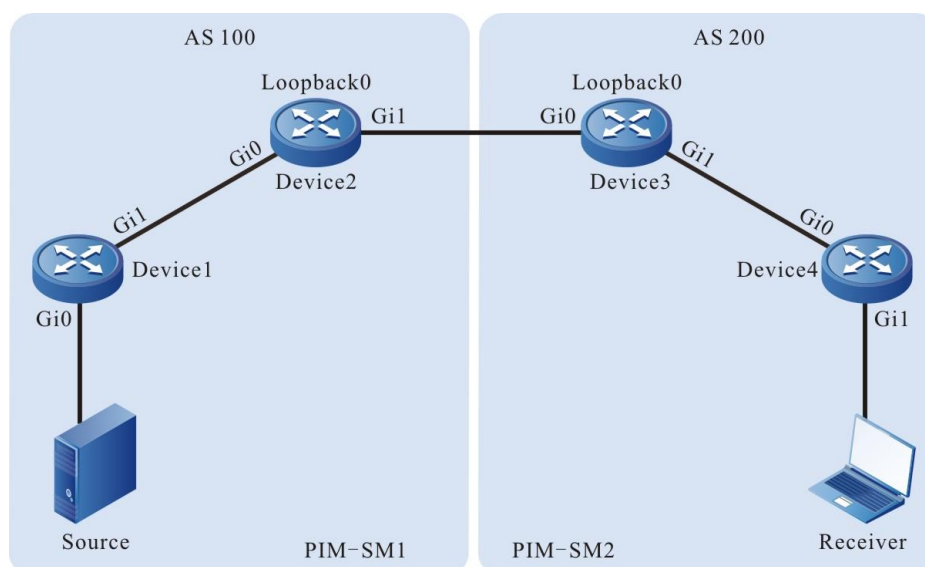 AS 100
AS 200
Loopback0
Loopback0
Gi1
Gi0
Gi0
Device2
Device3
Gi1
Gi1
Device1
Gi0
Device4
Gi0
Gi1
Source
PIM-SM1
PIM-SM2
Receiver